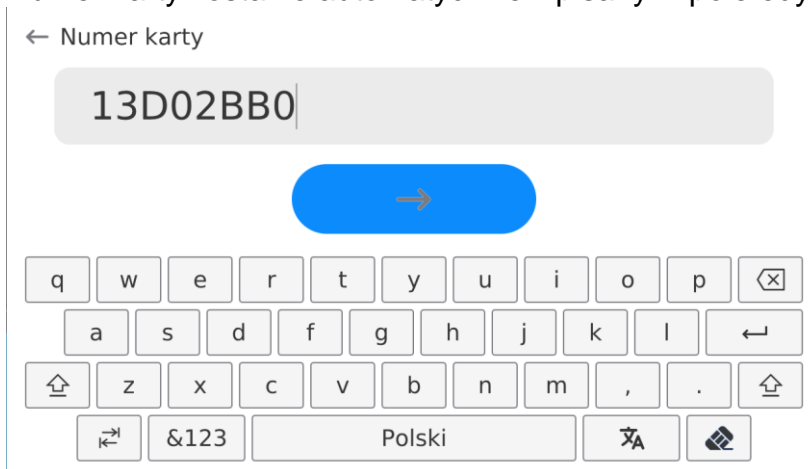 ← Numer karty
13D02BB0
→
q w e r t y u i o p
a s d f g h j k l
z x c v b n m , .
&123 Polski